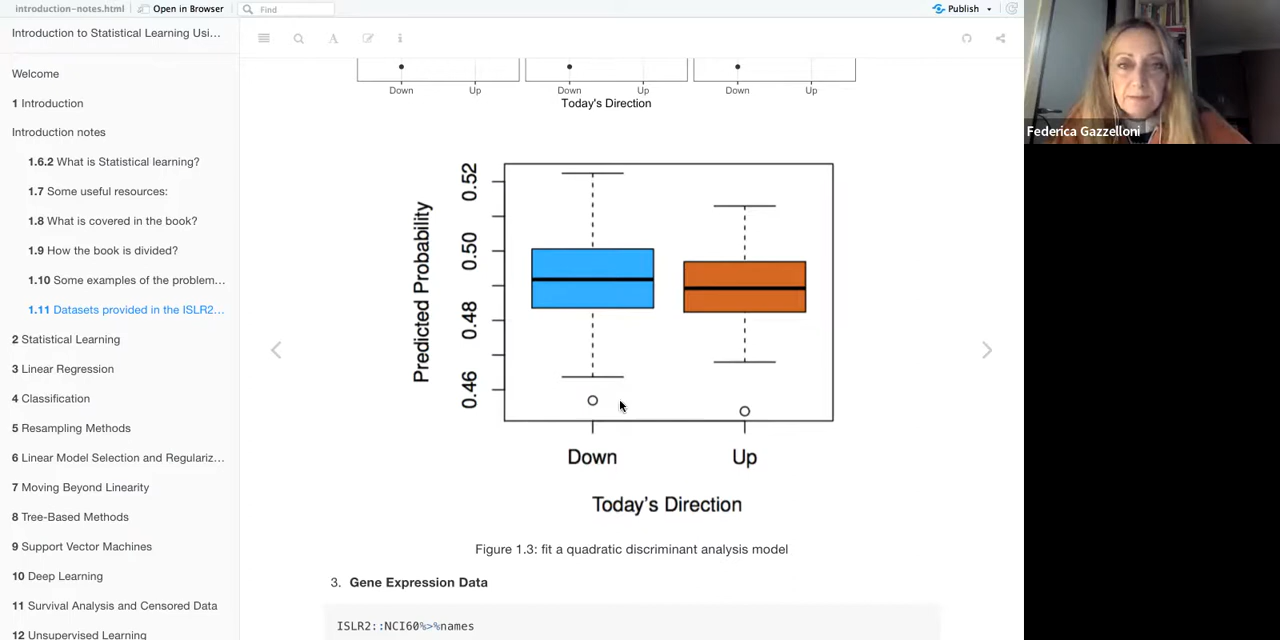 introduction-notes.html
Open in Browser
Find
Publish
Introduction to Statistical Learning Usi...
Welcome
1 Introduction
Introduction notes
1.6.2 What is Statistical learning?
1.7 Some useful resources:
1.8 What is covered in the book?
1.9 How the book is divided?
1.10 Some examples of the problem...
1.11 Datasets provided in the ISLR2...
2 Statistical Learning
3 Linear Regression
4 Classification
5 Resampling Methods
6 Linear Model Selection and Regulariz...
7 Moving Beyond Linearity
8 Tree-Based Methods
9 Support Vector Machines
10 Deep Learning
11 Survival Analysis and Censored Data
12 Unsupervised Learning
A
Down Up Down Up Down Up
Today's Direction
Predicted Probability
0.52
0.50
0.48
0.46
Down Up
Today's Direction
Figure 1.3: fit a quadratic discriminant analysis model
3. Gene Expression Data
ISLR2::NCI60%>%names
Federica Gazzelloni